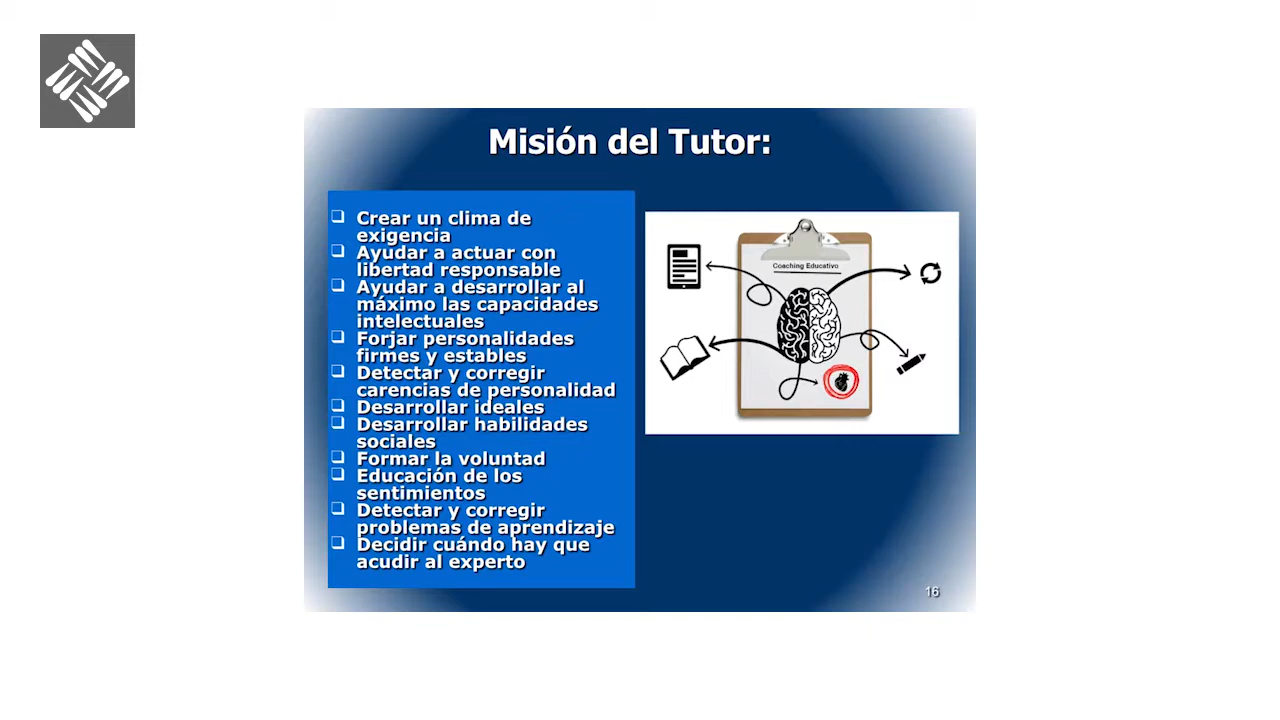 Misión del Tutor:
❑ Crear un clima de
exigencia
❑ Ayudar a actuar con
libertad responsable
❑ Ayudar a desarrollar al
máximo las capacidades
intelectuales
❑ Forjar personalidades
firmes y estables
❑ Detectar y corregir
carencias de personalidad
❑ Desarrollar ideales
❑ Desarrollar habilidades
sociales
❑ Formar la voluntad
❑ Educación de los
sentimientos
❑ Detectar y corregir
problemas de aprendizaje
❑ Decidir cuándo hay que
acudir al experto
Coaching Educativo
16